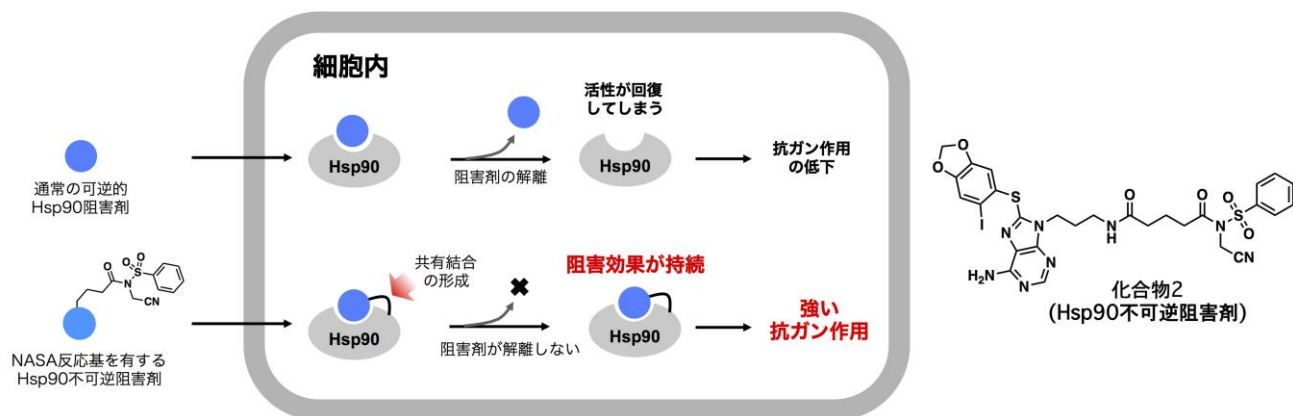 細胞内
Hsp90
阻害剤の解離
活性が回復
してしまう
Hsp90
抗ガン作用
の低下
通常の可逆的
Hsp90阻害剤
O
O
S
O
N
CN
NASA反応基を有する
Hsp90不可逆阻害剤
共有結合
の形成
Hsp90
阻害剤が解離しない
阻害効果が持続
Hsp90
強い
抗ガン作用
O
O
S
I
N
N
N
N
H2N
N
H
O
O
N
O
S
O
CN
化合物2
(Hsp90不可逆阻害剤)